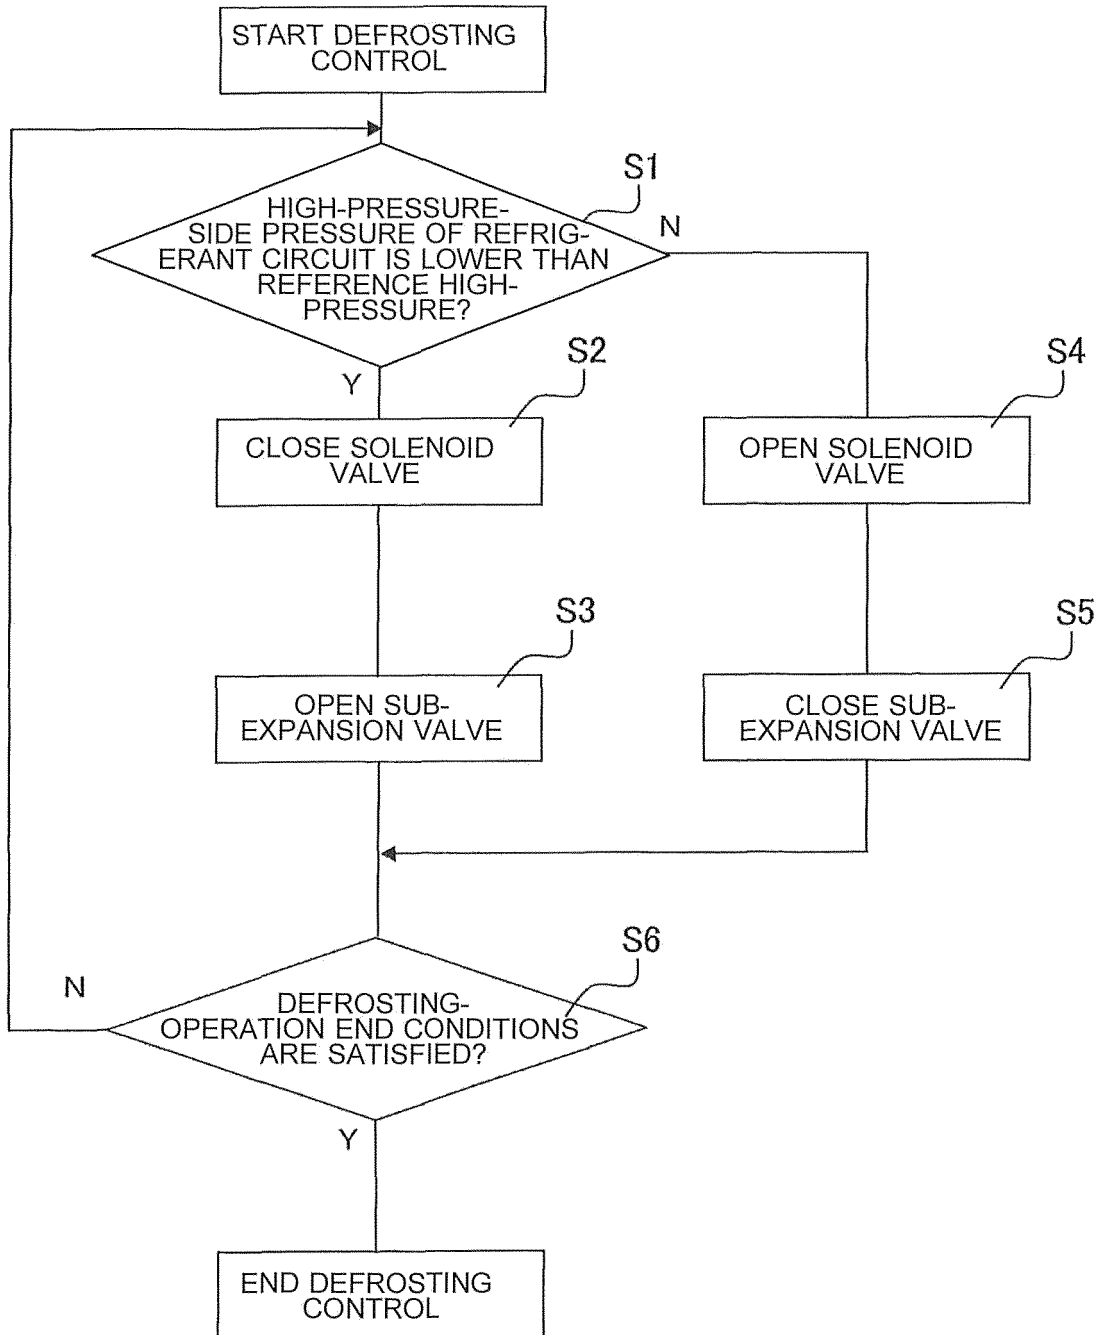 START DEFROSTING
CONTROL
S1
HIGH-PRESSURE-
SIDE PRESSURE OF REFRIG-
ERANT CIRCUIT IS LOWER THAN
REFERENCE HIGH-
PRESSURE?
N
Y
S2
CLOSE SOLENOID
VALVE
S4
OPEN SOLENOID
VALVE
S3
OPEN SUB-
EXPANSION VALVE
S5
CLOSE SUB-
EXPANSION VALVE
S6
DEFROSTING-
OPERATION END CONDITIONS
ARE SATISFIED?
N
Y
END DEFROSTING
CONTROL